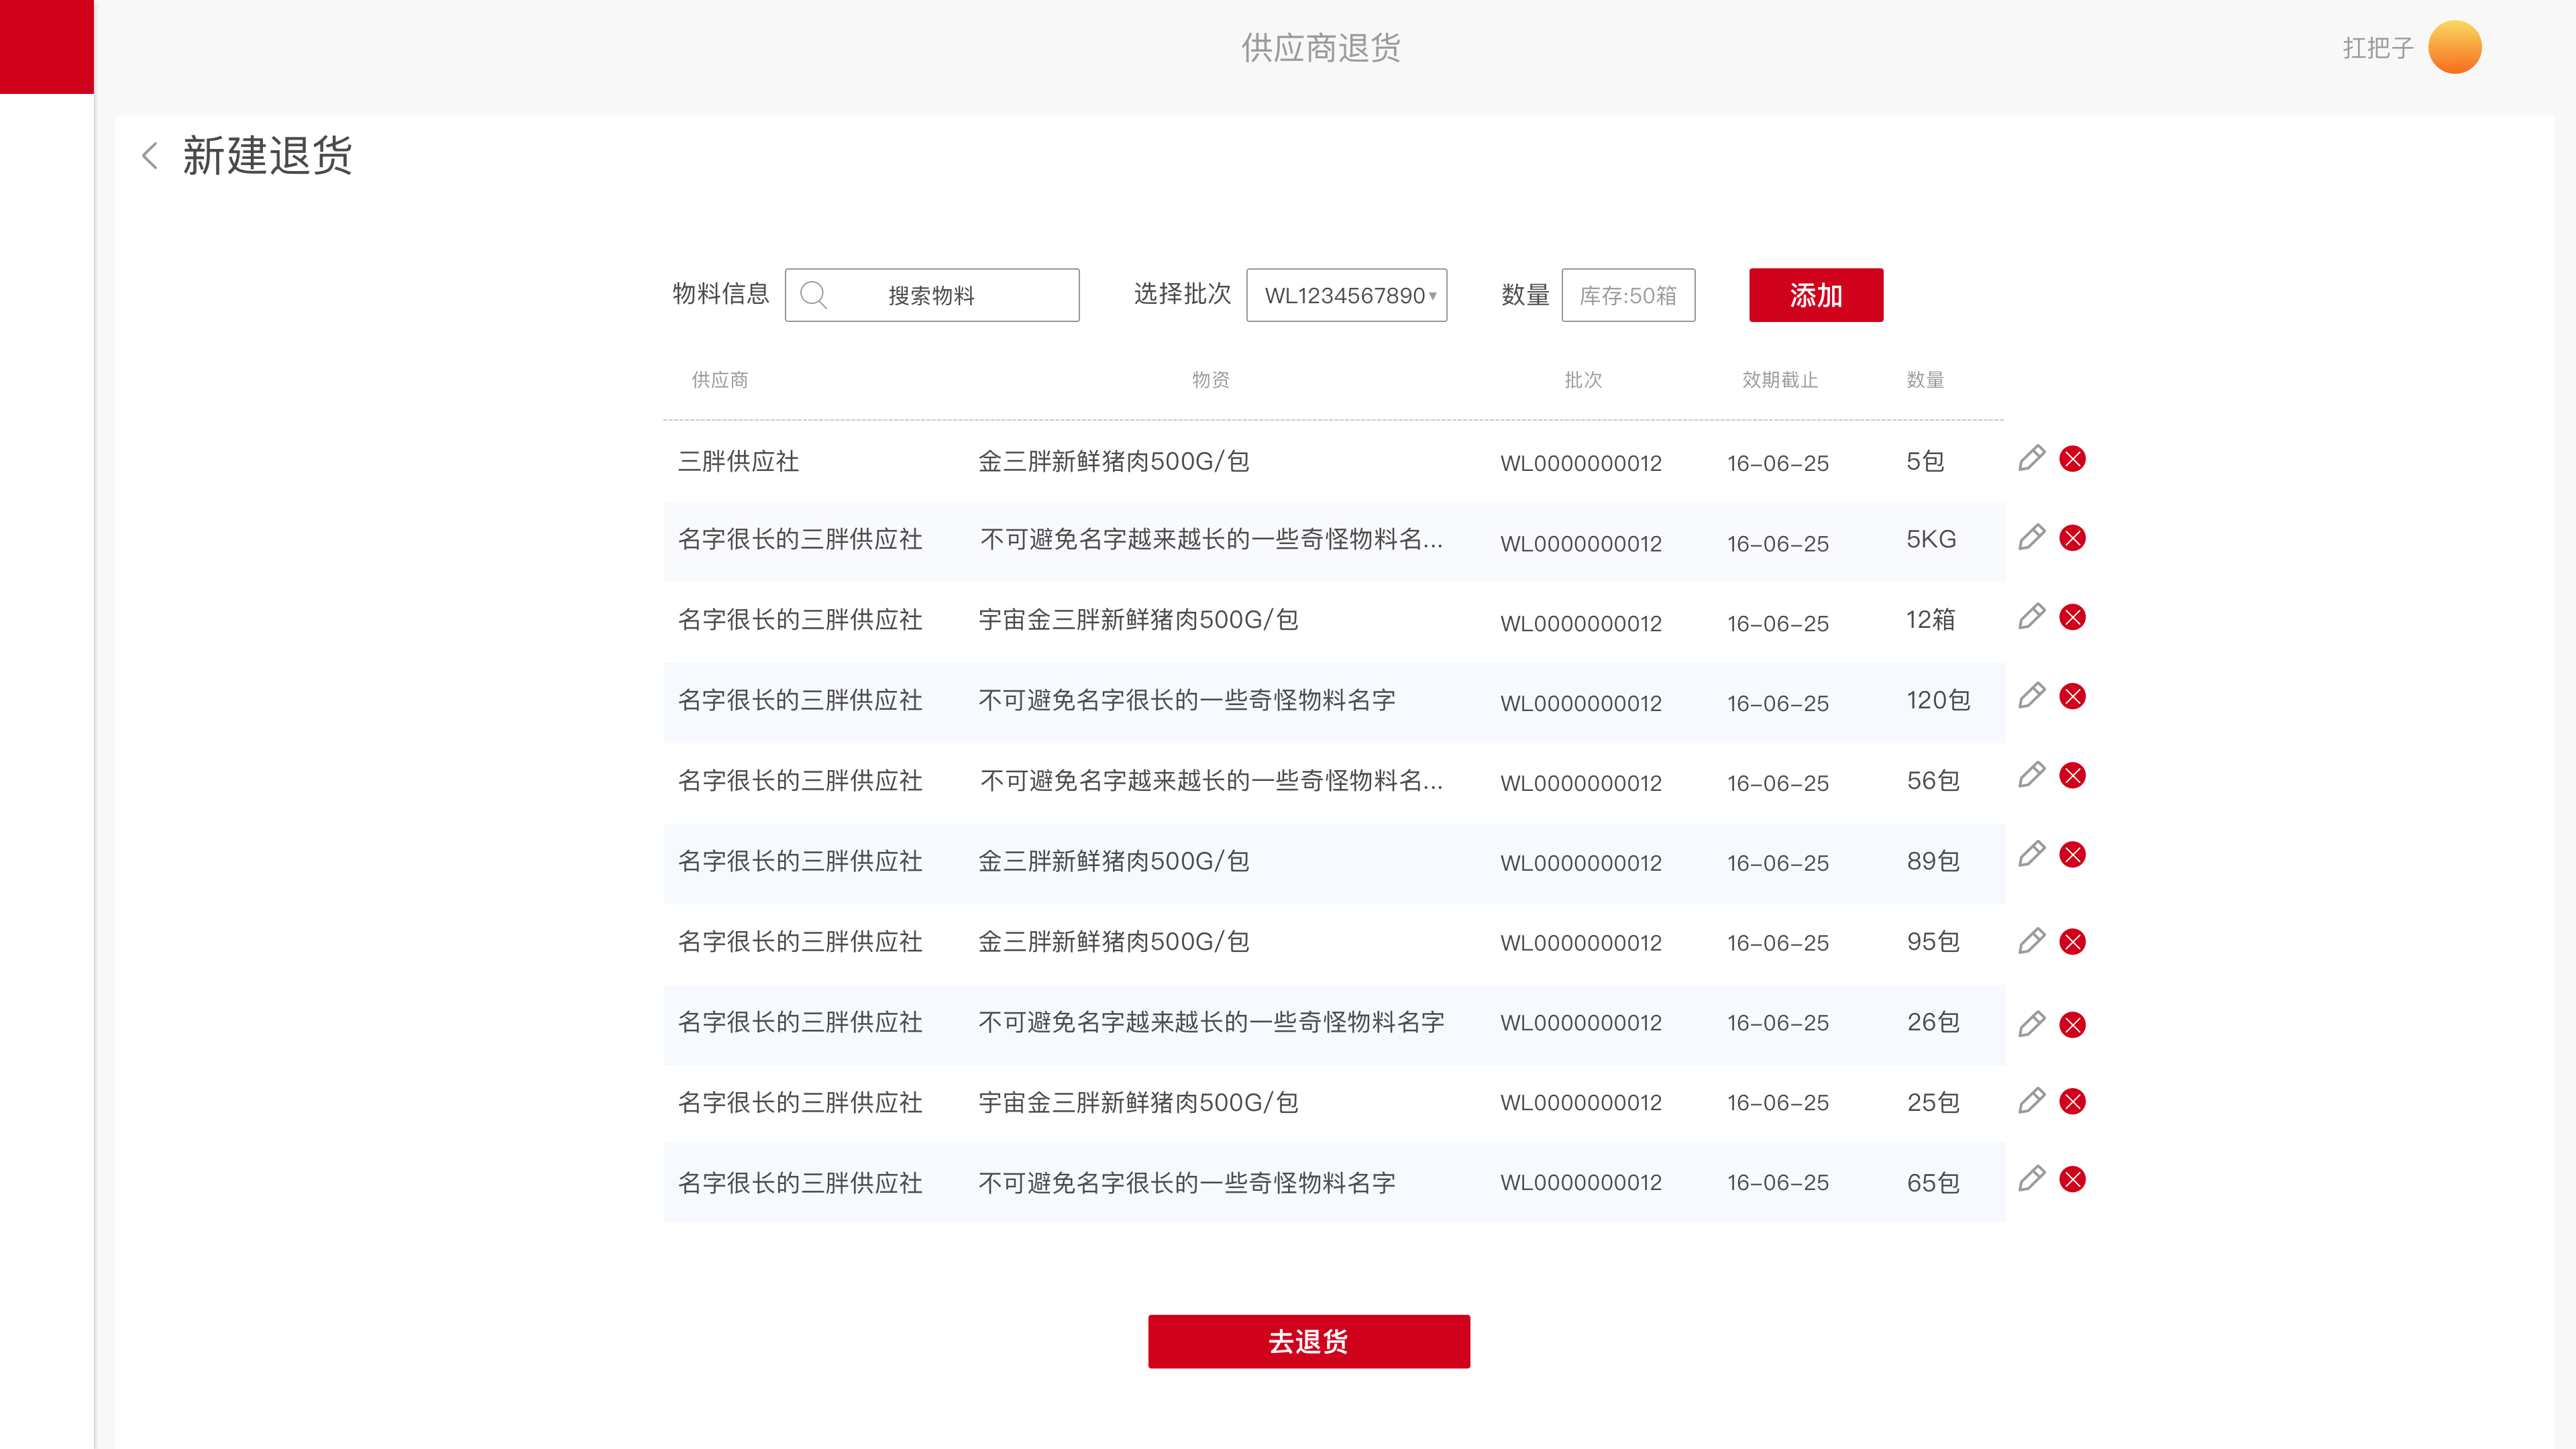 供应商退货
扛把子
新建退货
物料信息 搜索物料 选择批次 WL1234567890 数量 库存:50箱 添加
供应商 物资 批次 效期截止 数量
三胖供应社 金三胖新鲜猪肉500G/包 WL0000000012 16-06-25 5包
名字很长的三胖供应社 不可避免名字越来越长的一些奇怪物料名... WL0000000012 16-06-25 5KG
名字很长的三胖供应社 宇宙金三胖新鲜猪肉500G/包 WL0000000012 16-06-25 12箱
名字很长的三胖供应社 不可避免名字很长的一些奇怪物料名字 WL0000000012 16-06-25 120包
名字很长的三胖供应社 不可避免名字越来越长的一些奇怪物料名... WL0000000012 16-06-25 56包
名字很长的三胖供应社 金三胖新鲜猪肉500G/包 WL0000000012 16-06-25 89包
名字很长的三胖供应社 金三胖新鲜猪肉500G/包 WL0000000012 16-06-25 95包
名字很长的三胖供应社 不可避免名字越来越长的一些奇怪物料名字 WL0000000012 16-06-25 26包
名字很长的三胖供应社 宇宙金三胖新鲜猪肉500G/包 WL0000000012 16-06-25 25包
名字很长的三胖供应社 不可避免名字很长的一些奇怪物料名字 WL0000000012 16-06-25 65包
去退货